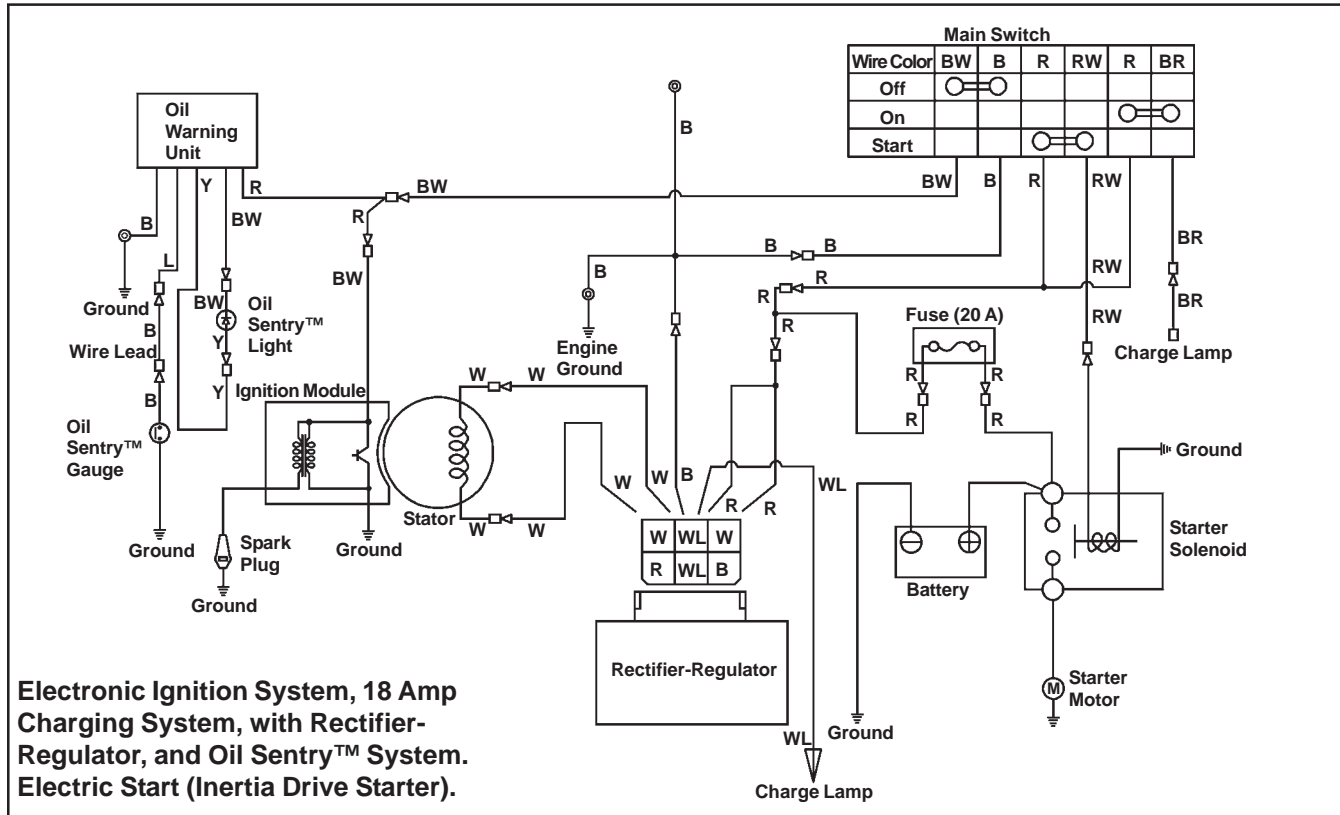 Main Switch
Wire Color BW B R RW R BR
Off
On
Start
BW B R RW
BR
RW
BR
RW
Charge Lamp
Oil
Warning
Unit
Y
R
BW
R
BW
B
L
BW
Ground
BW
Oil
Sentry™
Light
B
Y
Wire Lead
Y
B
Oil
Sentry™
Gauge
Ground
B
B
B
B
Engine
Ground
R
R
R
Fuse (20 A)
R
R
R
R
Ignition Module
Spark
Plug
Ground
Ground
W
W
Stator
W
W
W
W
B
R
R
WL
W WL W
R WL B
Rectifier-Regulator
Ground
Starter
Solenoid
Battery
Starter
Motor
M
Ground
WL
Charge Lamp
Electronic Ignition System, 18 Amp
Charging System, with Rectifier-
Regulator, and Oil Sentry™ System.
Electric Start (Inertia Drive Starter).